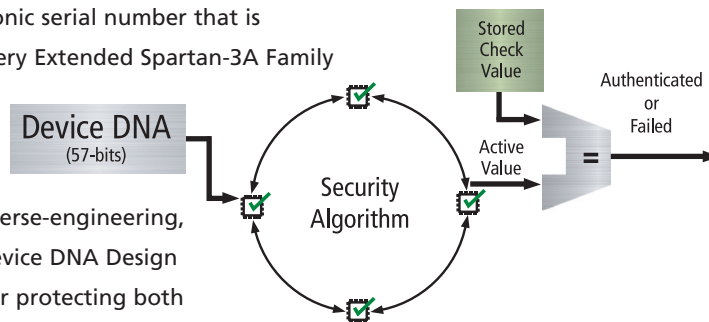 onic serial number that is
ery Extended Spartan-3A Family
Device DNA
(57-bits)
erse-engineering,
evice DNA Design
r protecting both
Security
Algorithm
Stored
Check
Value
Active
Value
=
Authenticated
or
Failed